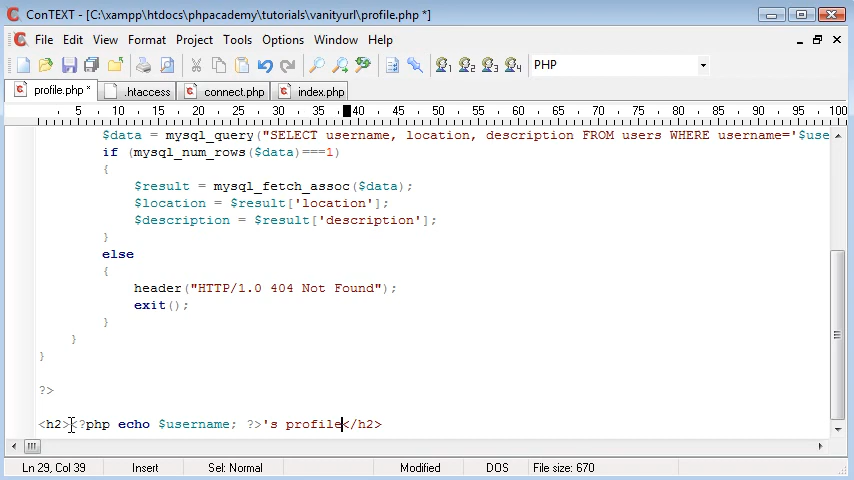 ConTEXT - [C:\xampp\htdocs\phpacademy\tutorials\vanityurl\profile.php *]
File Edit View Format Project Tools Options Window Help
1 2 3 4 PHP
profile.php * .htaccess connect.php index.php
5 10 15 20 25 30 35 40 45 50 55 60 65 70 75 80 85 90 95 100
$data = mysql_query("SELECT username, location, description FROM users WHERE username='$use
if (mysql_num_rows($data)===1)
{
$result = mysql_fetch_assoc($data);
$location = $result['location'];
$description = $result['description'];
}
else
{
header("HTTP/1.0 404 Not Found");
exit();
}
}
}
?>
<h2><?php echo $username; ?>'s profile</h2>
Ln 29, Col 39 Insert Sel: Normal Modified DOS File size: 670